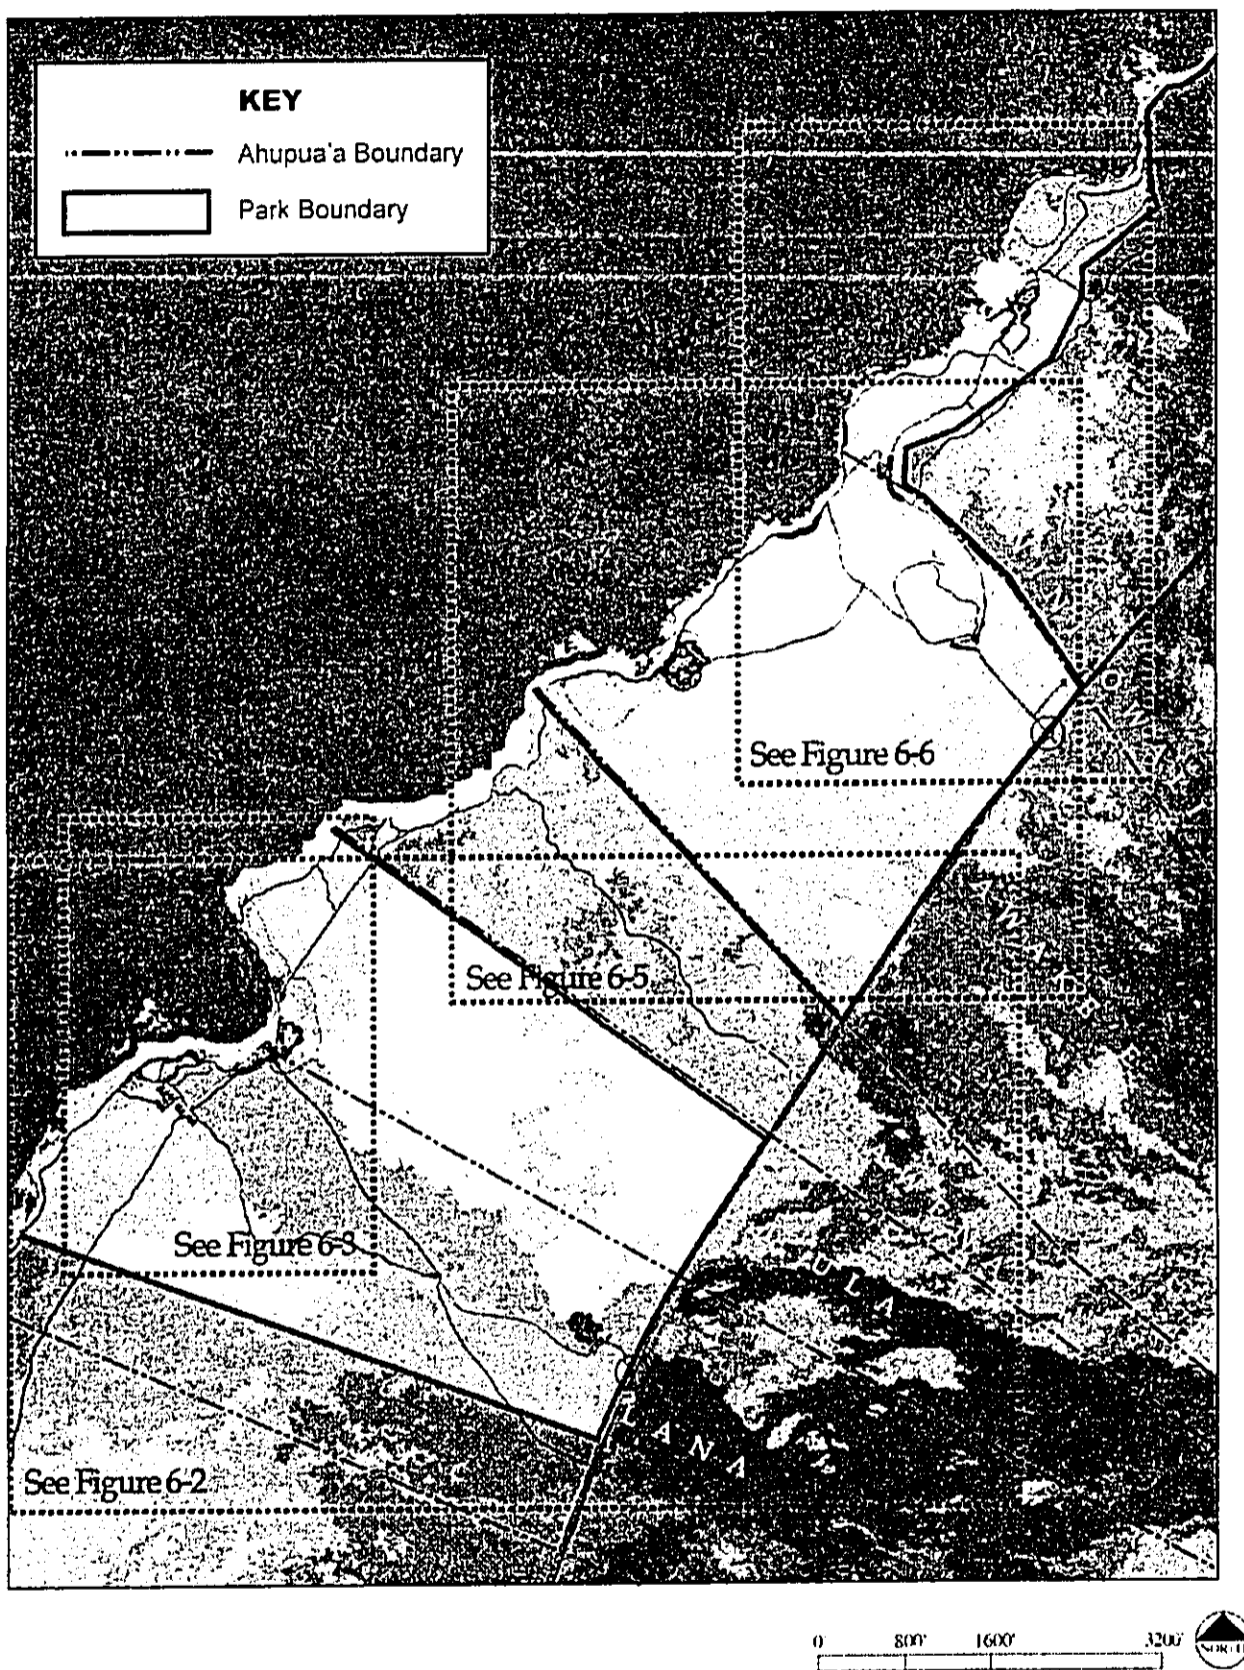 KEY
Ahupua'a Boundary
Park Boundary
See Figure 6-6
See Figure 6-5
See Figure 6-3
See Figure 6-2
0 800' 1600' 3200'
NORTH